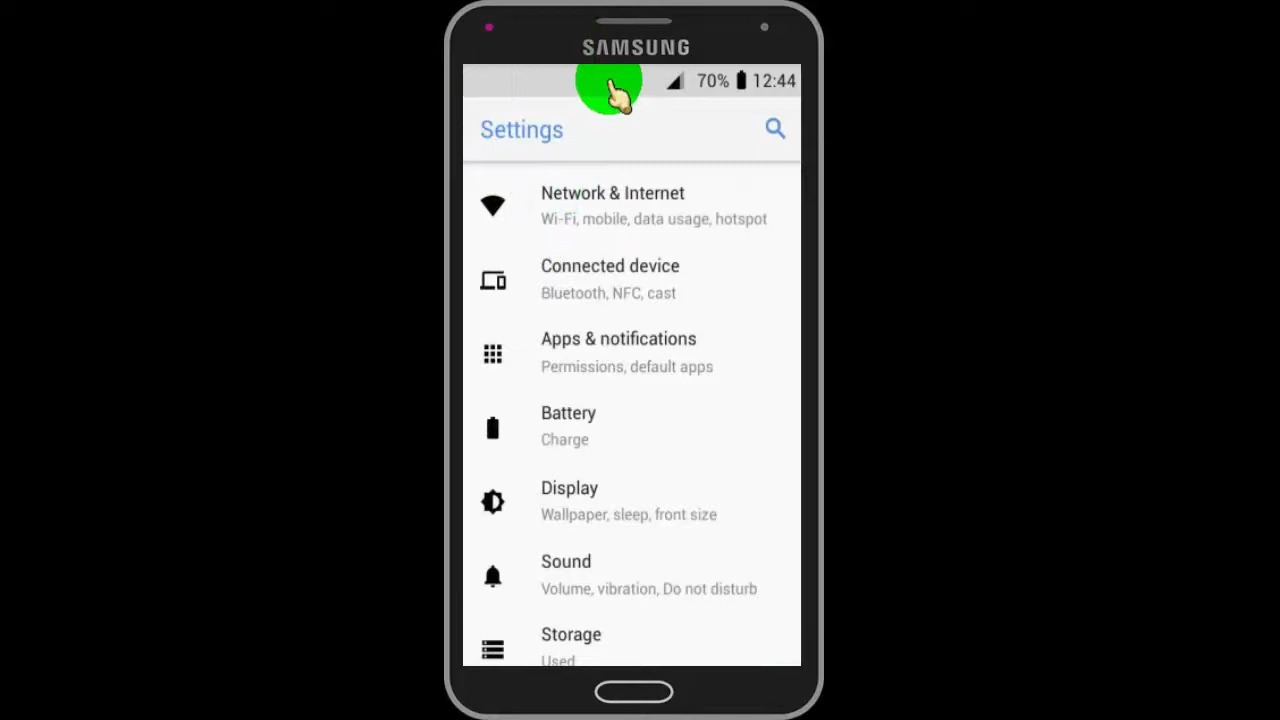 SAMSUNG
70% 12:44
Settings
Network & Internet
Wi-Fi, mobile, data usage, hotspot
Connected device
Bluetooth, NFC, cast
Apps & notifications
Permissions, default apps
Battery
Charge
Display
Wallpaper, sleep, front size
Sound
Volume, vibration, Do not disturb
Storage
Used